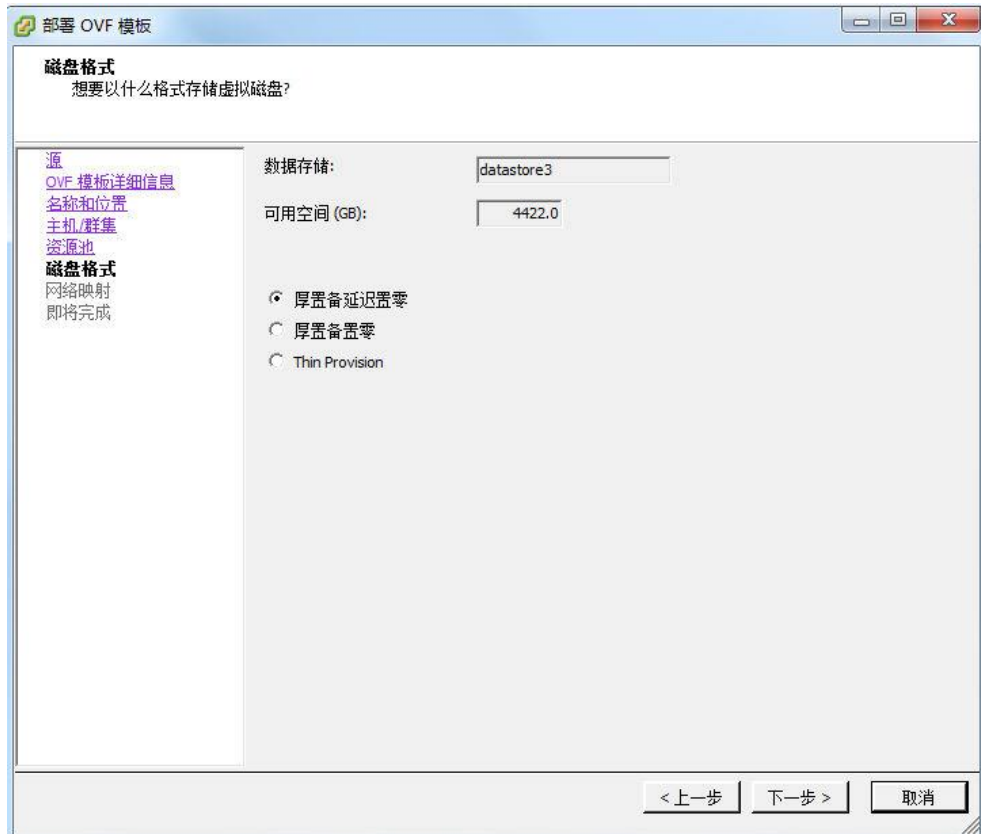 部署 OVF 模板
磁盘格式
想要以什么格式存储虚拟磁盘?
源
OVF 模板详细信息
名称和位置
主机/群集
资源池
磁盘格式
网络映射
即将完成
数据存储:
datastore3
可用空间 (GB):
4422.0
厚置备延迟置零
厚置备置零
Thin Provision
<上一步
下一步 >
取消